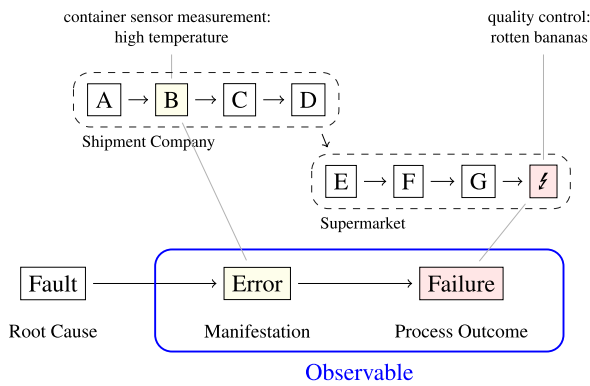 container sensor measurement:
high temperature
quality control:
rotten bananas
A
B
C
D
Shipment Company
E
F
G
Supermarket
Fault
Error
Failure
Root Cause
Manifestation
Process Outcome
Observable